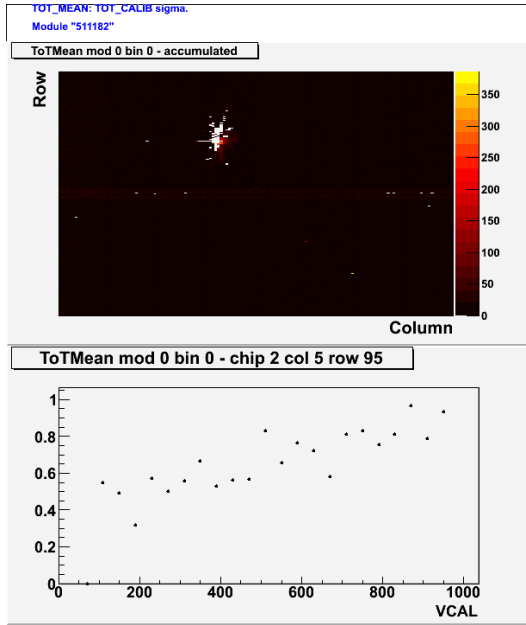 TOT_MEAN: TOT_CALIB sigma.
Module "511182"
ToTMean mod 0 bin 0 - accumulated
Row
350
300
250
200
150
100
50
0
Column
ToTMean mod 0 bin 0 - chip 2 col 5 row 95
1
0.8
0.6
0.4
0.2
0
0 200 400 600 800 1000
VCAL